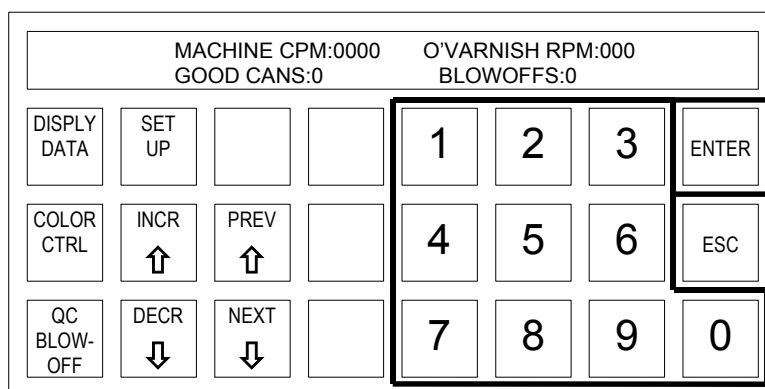 MACHINE CPM:0000 O'VARNISH RPM:000
GOOD CANS:0 BLOWOFFS:0
DISPLY
DATA
SET
UP
1
2
3
ENTER
COLOR
CTRL
INCR
PREV
4
5
6
ESC
QC
BLOW-
OFF
DECR
NEXT
7
8
9
0